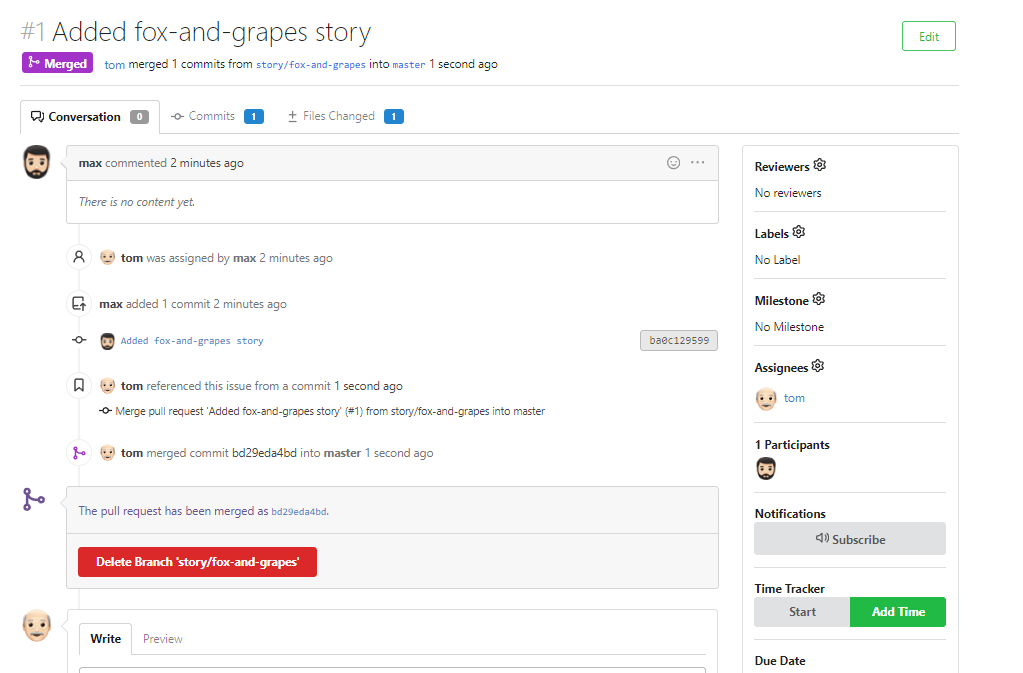 #1 Added fox-and-grapes story
Edit
Merged tom merged 1 commits from story/fox-and-grapes into master 1 second ago
Conversation 0 Commits 1 Files Changed 1
max commented 2 minutes ago
There is no content yet.
tom was assigned by max 2 minutes ago
max added 1 commit 2 minutes ago
Added fox-and-grapes story ba0c129599
tom referenced this issue from a commit 1 second ago
Merge pull request 'Added fox-and-grapes story' (#1) from story/fox-and-grapes into master
tom merged commit bd29eda4bd into master 1 second ago
The pull request has been merged as bd29eda4bd.
Delete Branch 'story/fox-and-grapes'
Write Preview
Reviewers
No reviewers
Labels
No Label
Milestone
No Milestone
Assignees
tom
1 Participants
Notifications
Subscribe
Time Tracker
Start Add Time
Due Date